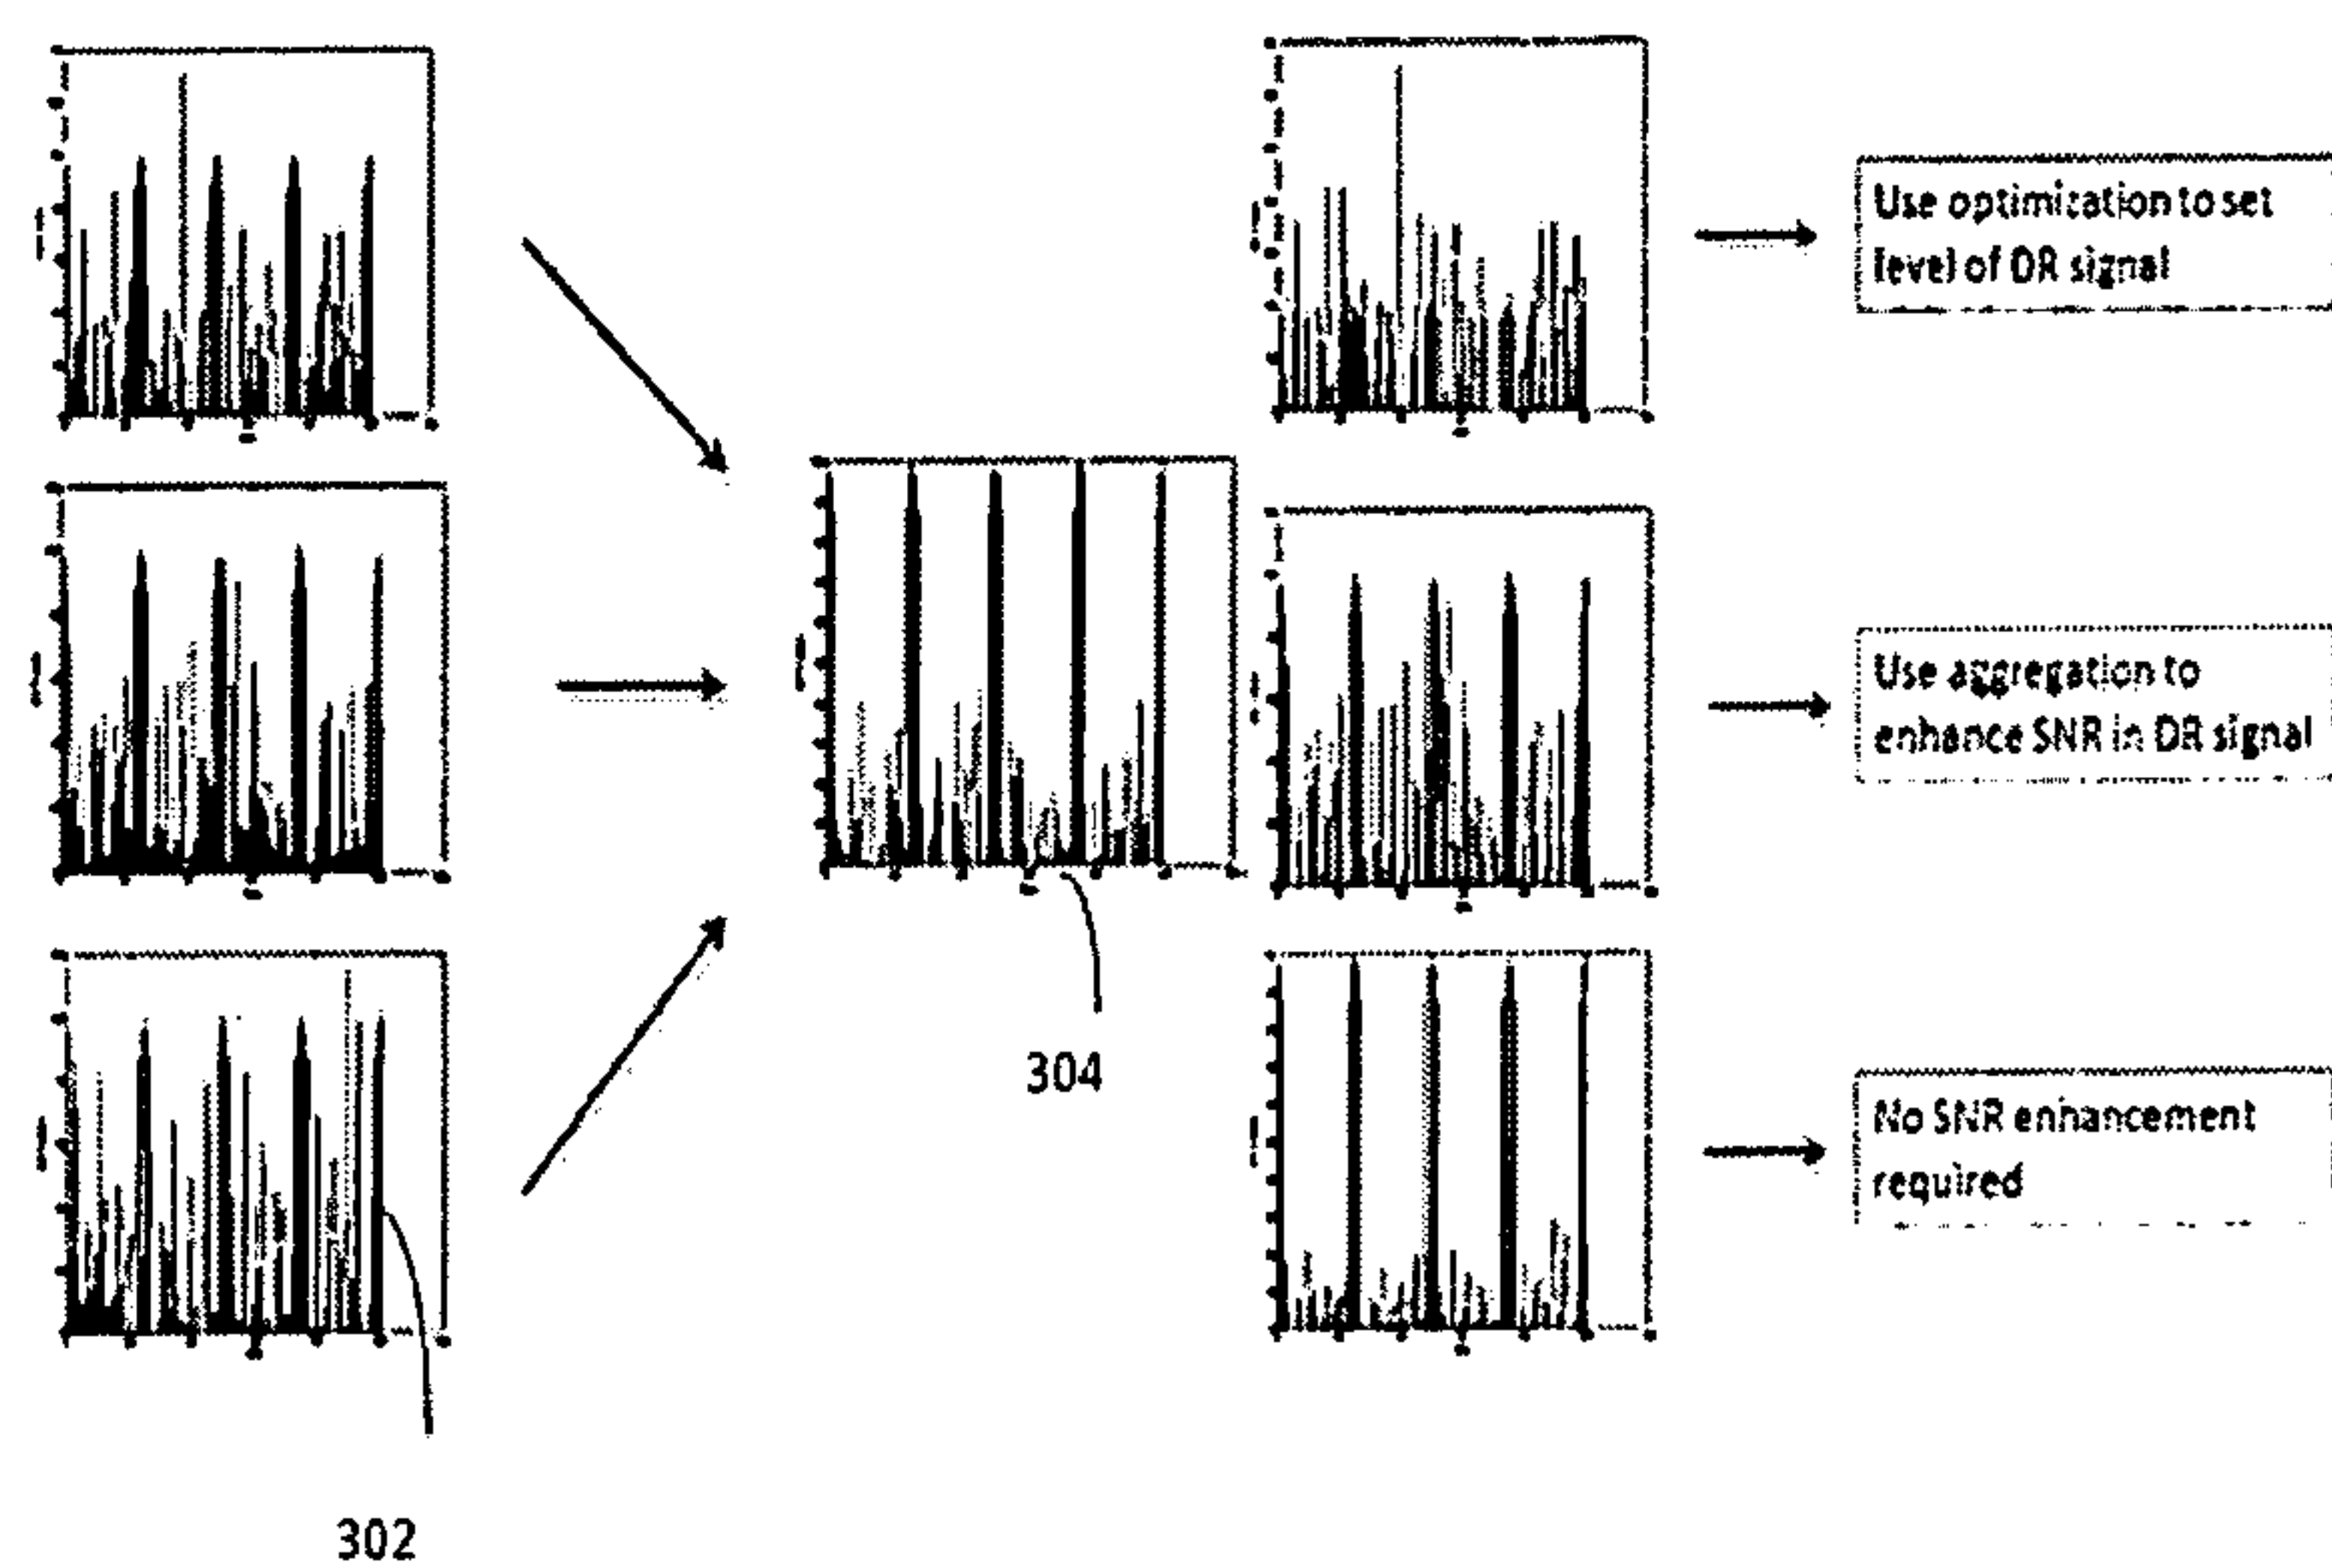 Use optimization to set
level of DR signal
Use aggregation to
enhance SNR in DR signal
304
No SNR enhancement
required
302